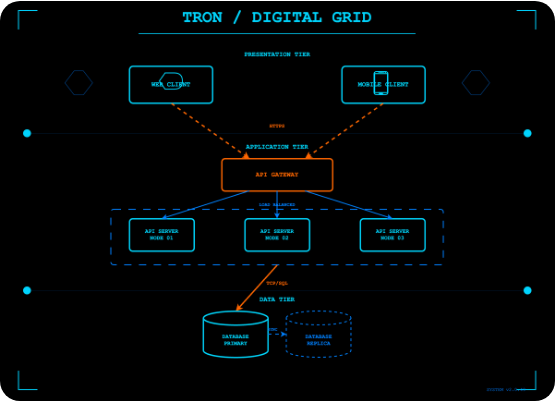 TRON / DIGITAL GRID
PRESENTATION TIER
WEB CLIENT
MOBILE CLIENT
HTTPS
APPLICATION TIER
API GATEWAY
LOAD BALANCER
API SERVER
NODE 01
API SERVER
NODE 02
API SERVER
NODE 03
TCP/SQL
DATA TIER
DATABASE
PRIMARY
DATABASE
REPLICA